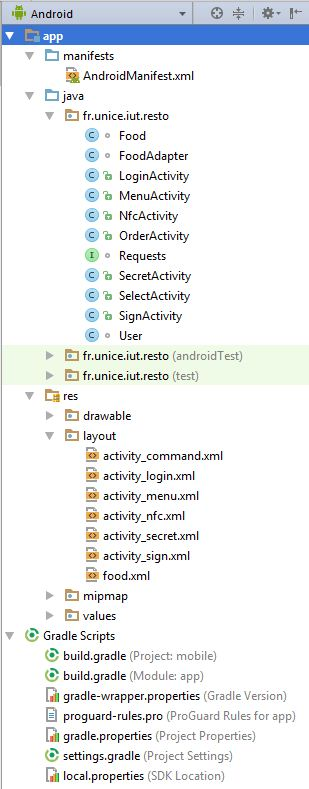 Android
app
manifests
AndroidManifest.xml
java
fr.unice.iut.resto
C Food
C FoodAdapter
C LoginActivity
C MenuActivity
C NfcActivity
C OrderActivity
I Requests
C SecretActivity
C SelectActivity
C SignActivity
C User
fr.unice.iut.resto (androidTest)
fr.unice.iut.resto (test)
res
drawable
layout
activity_command.xml
activity_login.xml
activity_menu.xml
activity_nfc.xml
activity_secret.xml
activity_sign.xml
food.xml
mipmap
values
Gradle Scripts
build.gradle (Project: mobile)
build.gradle (Module: app)
gradle-wrapper.properties (Gradle Version)
proguard-rules.pro (ProGuard Rules for app)
gradle.properties (Project Properties)
settings.gradle (Project Settings)
local.properties (SDK Location)